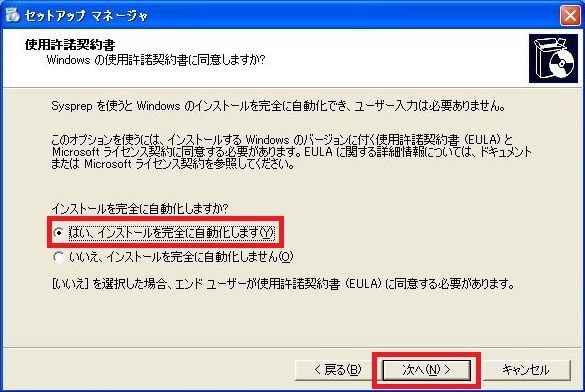 セットアップ マネージャ
使用許諾契約書
Windows の使用許諾契約書に同意しますか?
Sysprep を使うと Windows のインストールを完全に自動化でき、ユーザー入力は必要ありません。
このオプションを使うには、インストールする Windows のバージョンに付く使用許諾契約書 (EULA) と
Microsoft ライセンス契約に同意する必要があります。EULA に関する詳細情報については、ドキュメント
または Microsoft ライセンス契約を参照してください。
インストールを完全に自動化しますか?
はい、インストールを完全に自動化します(Y)
いいえ、インストールを完全に自動化しません(O)
[いいえ] を選択した場合、エンド ユーザーが使用許諾契約書 (EULA) に同意する必要があります。
< 戻る(B) 次へ(N) > キャンセル